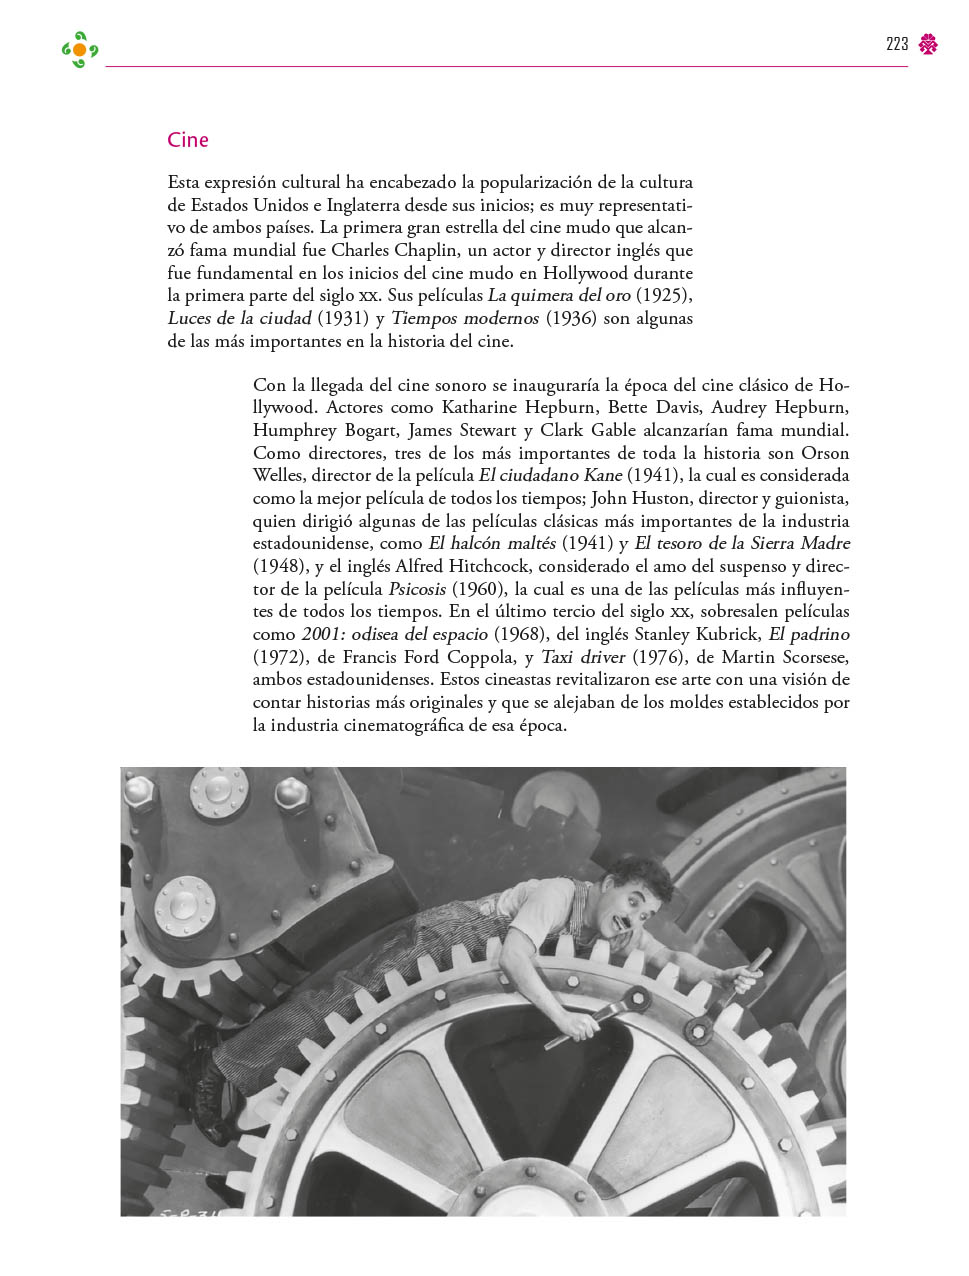 223
Cine
Esta expresión cultural ha encabezado la popularización de la cultura
de Estados Unidos e Inglaterra desde sus inicios; es muy representati-
vo de ambos países. La primera gran estrella del cine mudo que alcan-
zó fama mundial fue Charles Chaplin, un actor y director inglés que
fue fundamental en los inicios del cine mudo en Hollywood durante
la primera parte del siglo xx. Sus películas La quimera del oro (1925),
Luces de la ciudad (1931) y Tiempos modernos (1936) son algunas
de las más importantes en la historia del cine.
Con la llegada del cine sonoro se inauguraría la época del cine clásico de Ho-
llywood. Actores como Katharine Hepburn, Bette Davis, Audrey Hepburn,
Humphrey Bogart, James Stewart y Clark Gable alcanzarían fama mundial.
Como directores, tres de los más importantes de toda la historia son Orson
Welles, director de la película El ciudadano Kane (1941), la cual es considerada
como la mejor película de todos los tiempos; John Huston, director y guionista,
quien dirigió algunas de las películas clásicas más importantes de la industria
estadounidense, como El halcón maltés (1941) y El tesoro de la Sierra Madre
(1948), y el inglés Alfred Hitchcock, considerado el amo del suspenso y direc-
tor de la película Psicosis (1960), la cual es una de las películas más influyen-
tes de todos los tiempos. En el último tercio del siglo xx, sobresalen películas
como 2001: odisea del espacio (1968), del inglés Stanley Kubrick, El padrino
(1972), de Francis Ford Coppola, y Taxi driver (1976), de Martin Scorsese,
ambos estadounidenses. Estos cineastas revitalizaron ese arte con una visión de
contar historias más originales y que se alejaban de los moldes establecidos por
la industria cinematográfica de esa época.